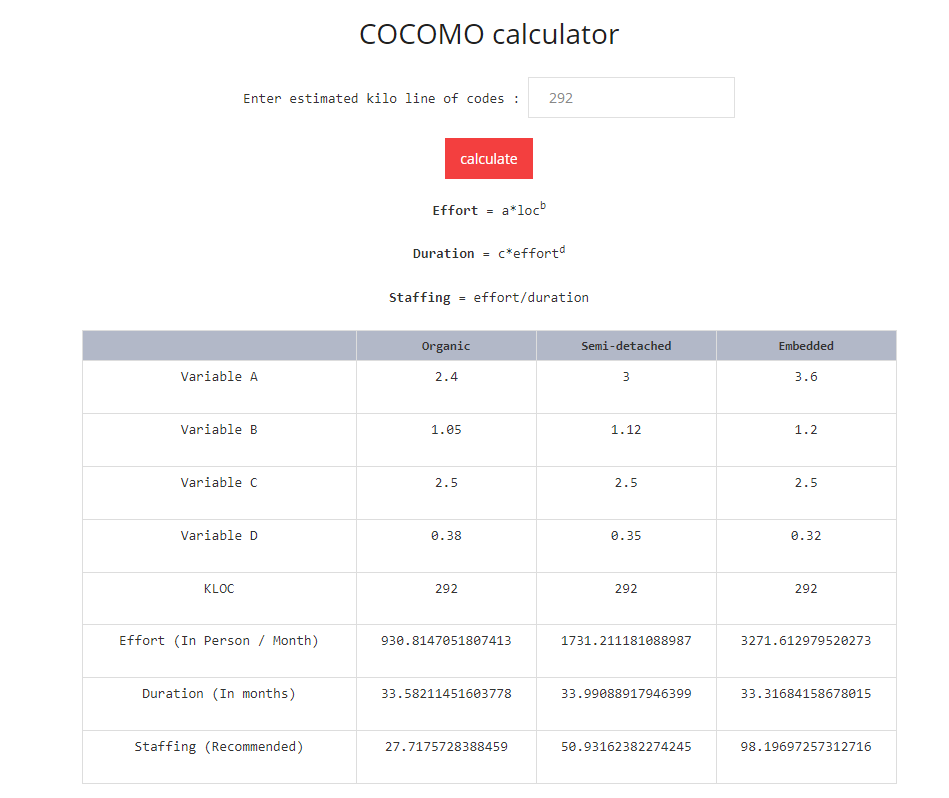 COCOMO calculator
Enter estimated kilo line of codes : 292
calculate
Effort = a*loc^b
Duration = c*effort^d
Staffing = effort/duration
Organic Semi-detached Embedded
Variable A 2.4 3 3.6
Variable B 1.05 1.12 1.2
Variable C 2.5 2.5 2.5
Variable D 0.38 0.35 0.32
KLOC 292 292 292
Effort (In Person / Month) 930.8147051807413 1731.211181088987 3271.612979520273
Duration (In months) 33.58211451603778 33.99088917946399 33.31684158678015
Staffing (Recommended) 27.7175728388459 50.93162382274245 98.19697257312716